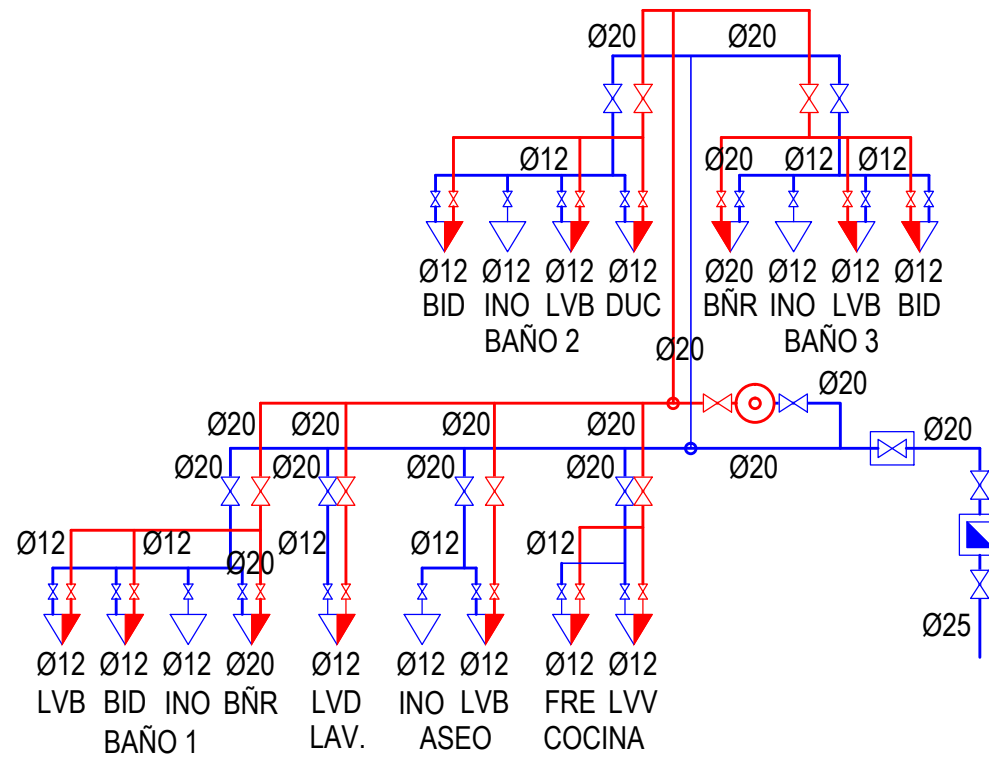 Ø20 Ø20
Ø12 Ø20 Ø12 Ø12
Ø12 Ø12 Ø12 Ø12 Ø20 Ø12 Ø12 Ø12
BID INO LVB DUC BÑR INO LVB BID
BAÑO 2 BAÑO 3
Ø20
Ø20
Ø20 Ø20 Ø20 Ø20 Ø20
Ø20 Ø20 Ø20 Ø20 Ø20
Ø12 Ø12 Ø12 Ø12
Ø20
Ø25
Ø12 Ø12 Ø12 Ø20 Ø12 Ø12 Ø12 Ø12 Ø12
LVB BID INO BÑR LVD INO LVB FRE LVV
BAÑO 1 LAV. ASEO COCINA